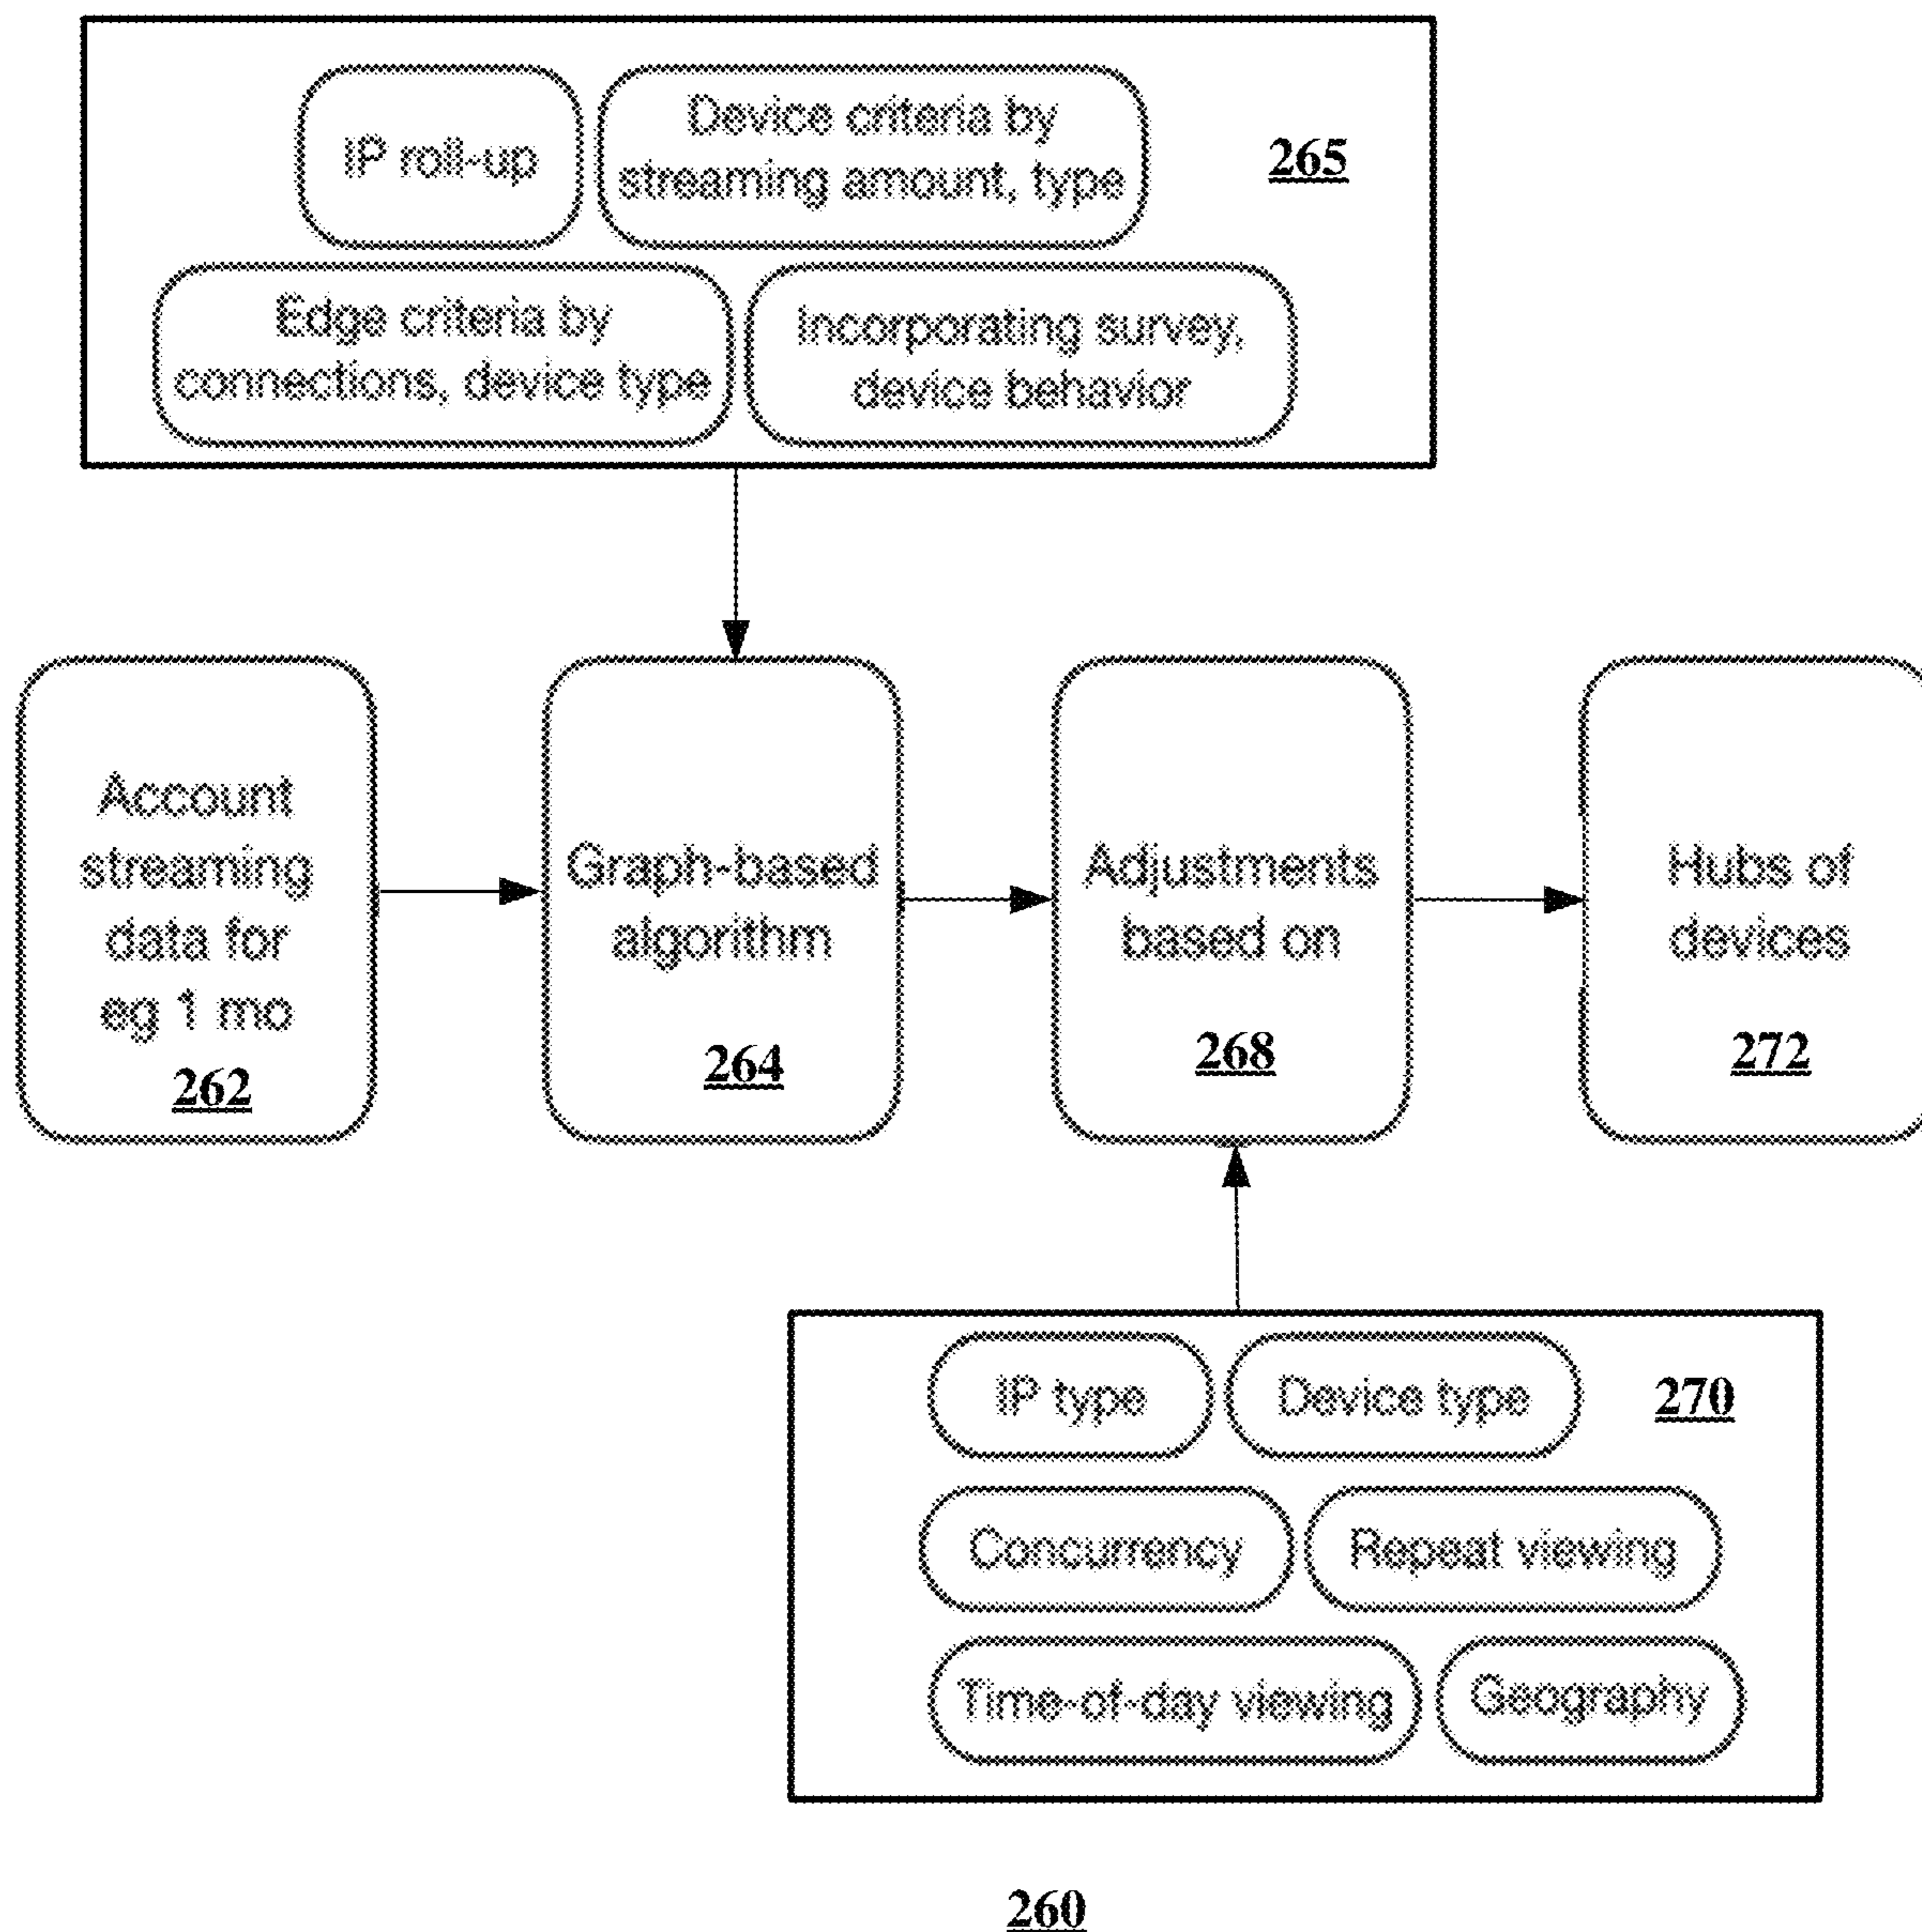 IP roll-up
Device criteria by
streaming amount, type
265
Edge criteria by
connections, device type
Incorporating survey,
device behavior
Account
streaming
data for
eg 1 mo
262
Graph-based
algorithm
264
Adjustments
based on
268
Hubs of
devices
272
IP type
Device type
270
Concurrency
Repeat viewing
Time-of-day viewing
Geography
260